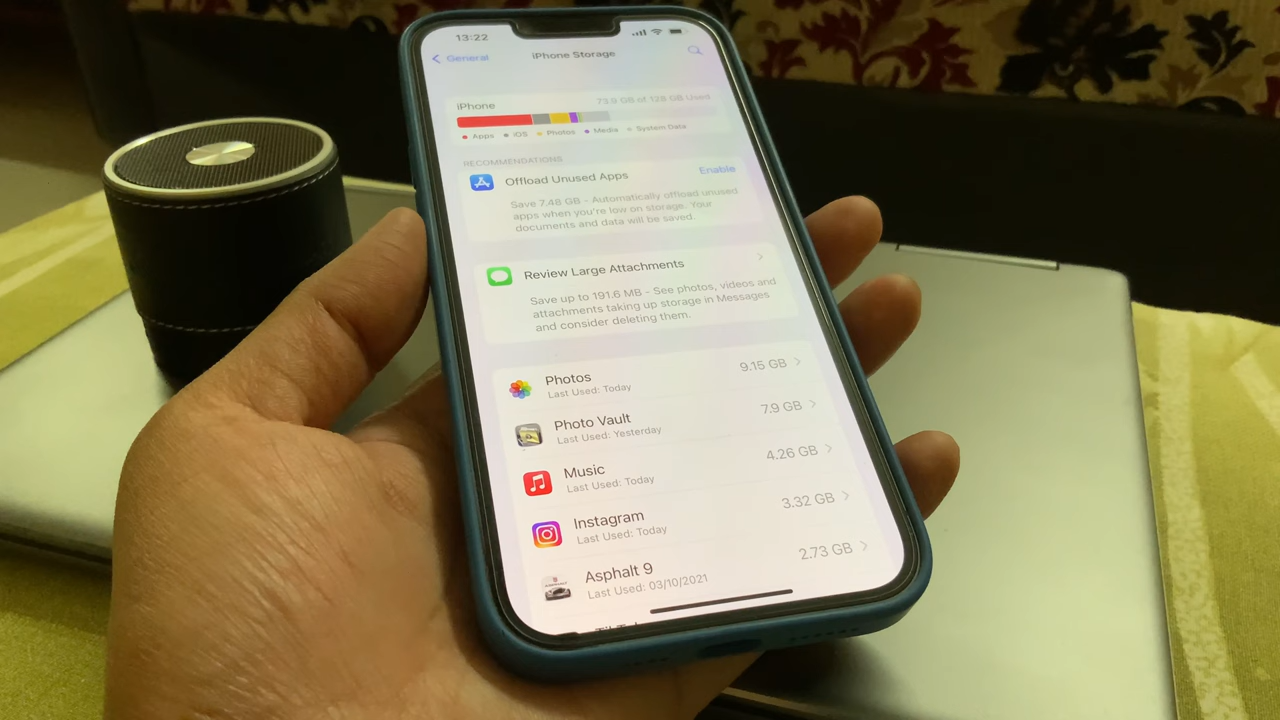 13:22
General
iPhone Storage
iPhone
73.9 GB of 128 GB Used
Apps iOS Photos Media System Data
RECOMMENDATIONS
Offload Unused Apps
Enable
Save 7.48 GB - Automatically offload unused
apps when you're low on storage. Your
documents and data will be saved.
Review Large Attachments
Save up to 191.6 MB - See photos, videos and
attachments taking up storage in Messages
and consider deleting them.
Photos
9.15 GB
Last Used: Today
Photo Vault
7.9 GB
Last Used: Yesterday
Music
4.26 GB
Last Used: Today
Instagram
3.32 GB
Last Used: Today
Asphalt 9
2.73 GB
Last Used: 03/10/2021